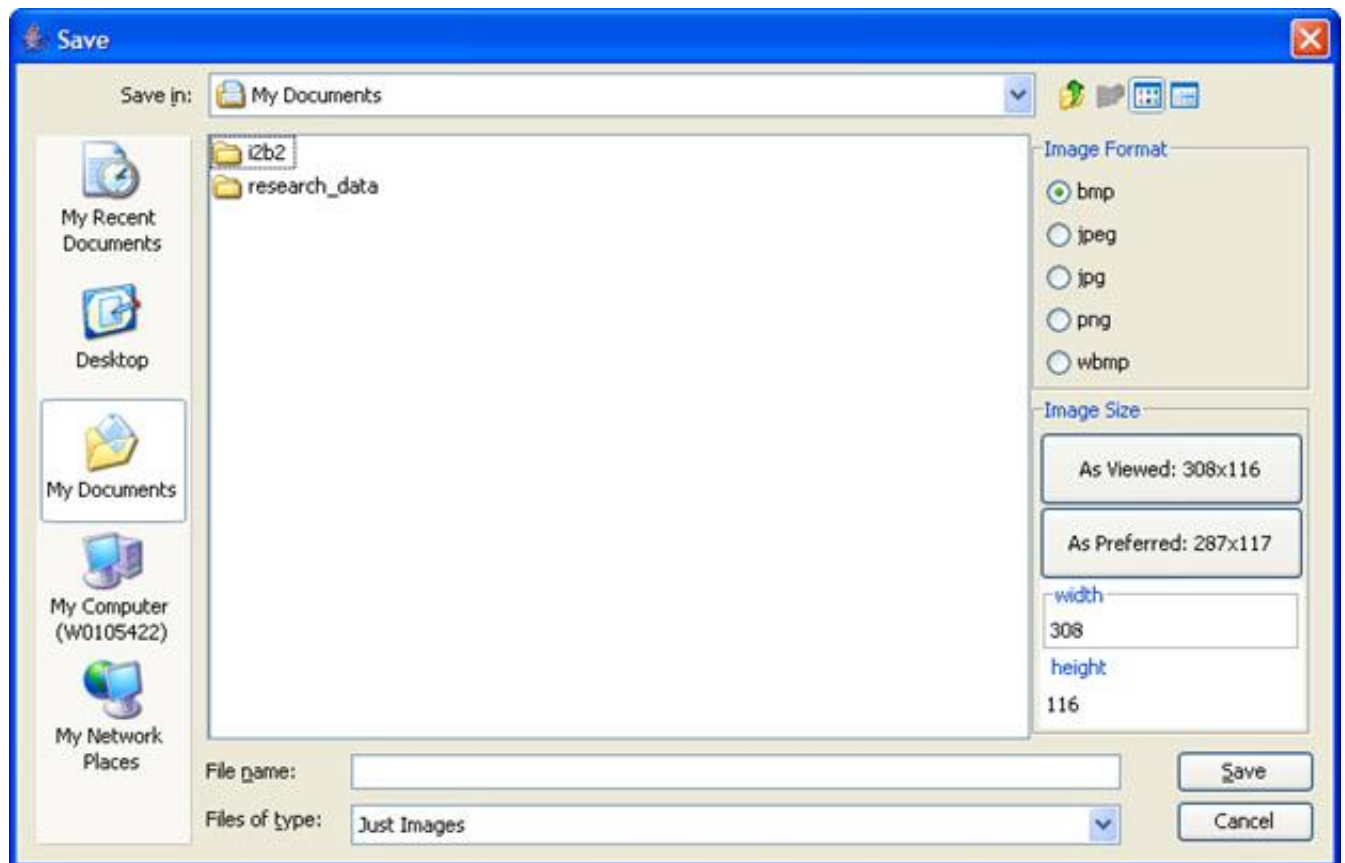 Save
Save in:
My Documents
i2b2
research_data
My Recent
Documents
Desktop
My Documents
My Computer
(W0105422)
My Network
Places
Image Format
bmp
jpeg
jpg
png
wbmp
Image Size
As Viewed: 308x116
As Preferred: 287x117
width
308
height
116
File name:
Save
Files of type:
Just Images
Cancel